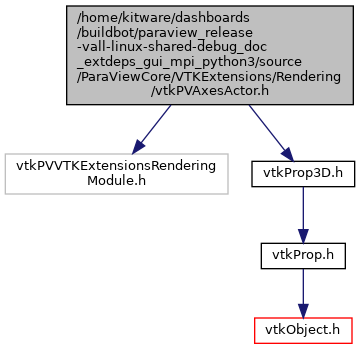 /home/kitware/dashboards
/buildbot/paraview_release
-vall-linux-shared-debug_doc
_extdeps_gui_mpi_python3/source
/ParaViewCore/VTKExtensions/Rendering
/vtkPVAxesActor.h
vtkPVVTKExtensionsRendering
Module.h
vtkProp3D.h
vtkProp.h
vtkObject.h